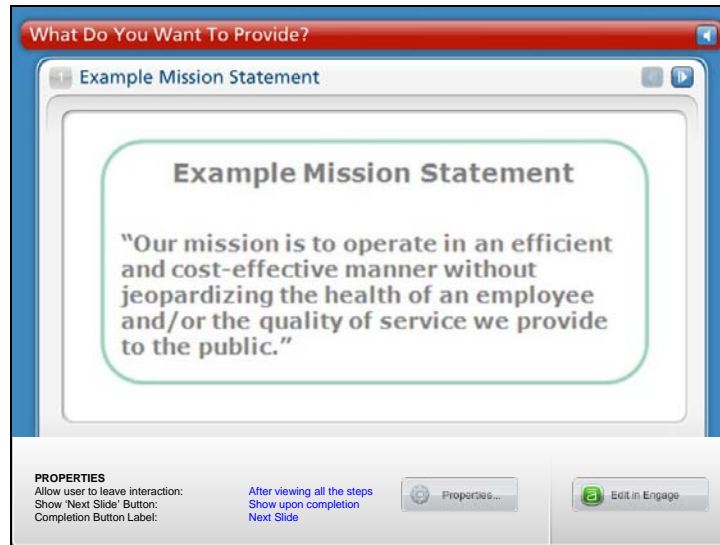 What Do You Want To Provide?
1 Example Mission Statement
Example Mission Statement
“Our mission is to operate in an efficient
and cost-effective manner without
jeopardizing the health of an employee
and/or the quality of service we provide
to the public.”
PROPERTIES
Allow user to leave interaction: After viewing all the steps
Show ‘Next Slide’ Button: Show upon completion
Completion Button Label: Next Slide
Properties...
Edit in Engage